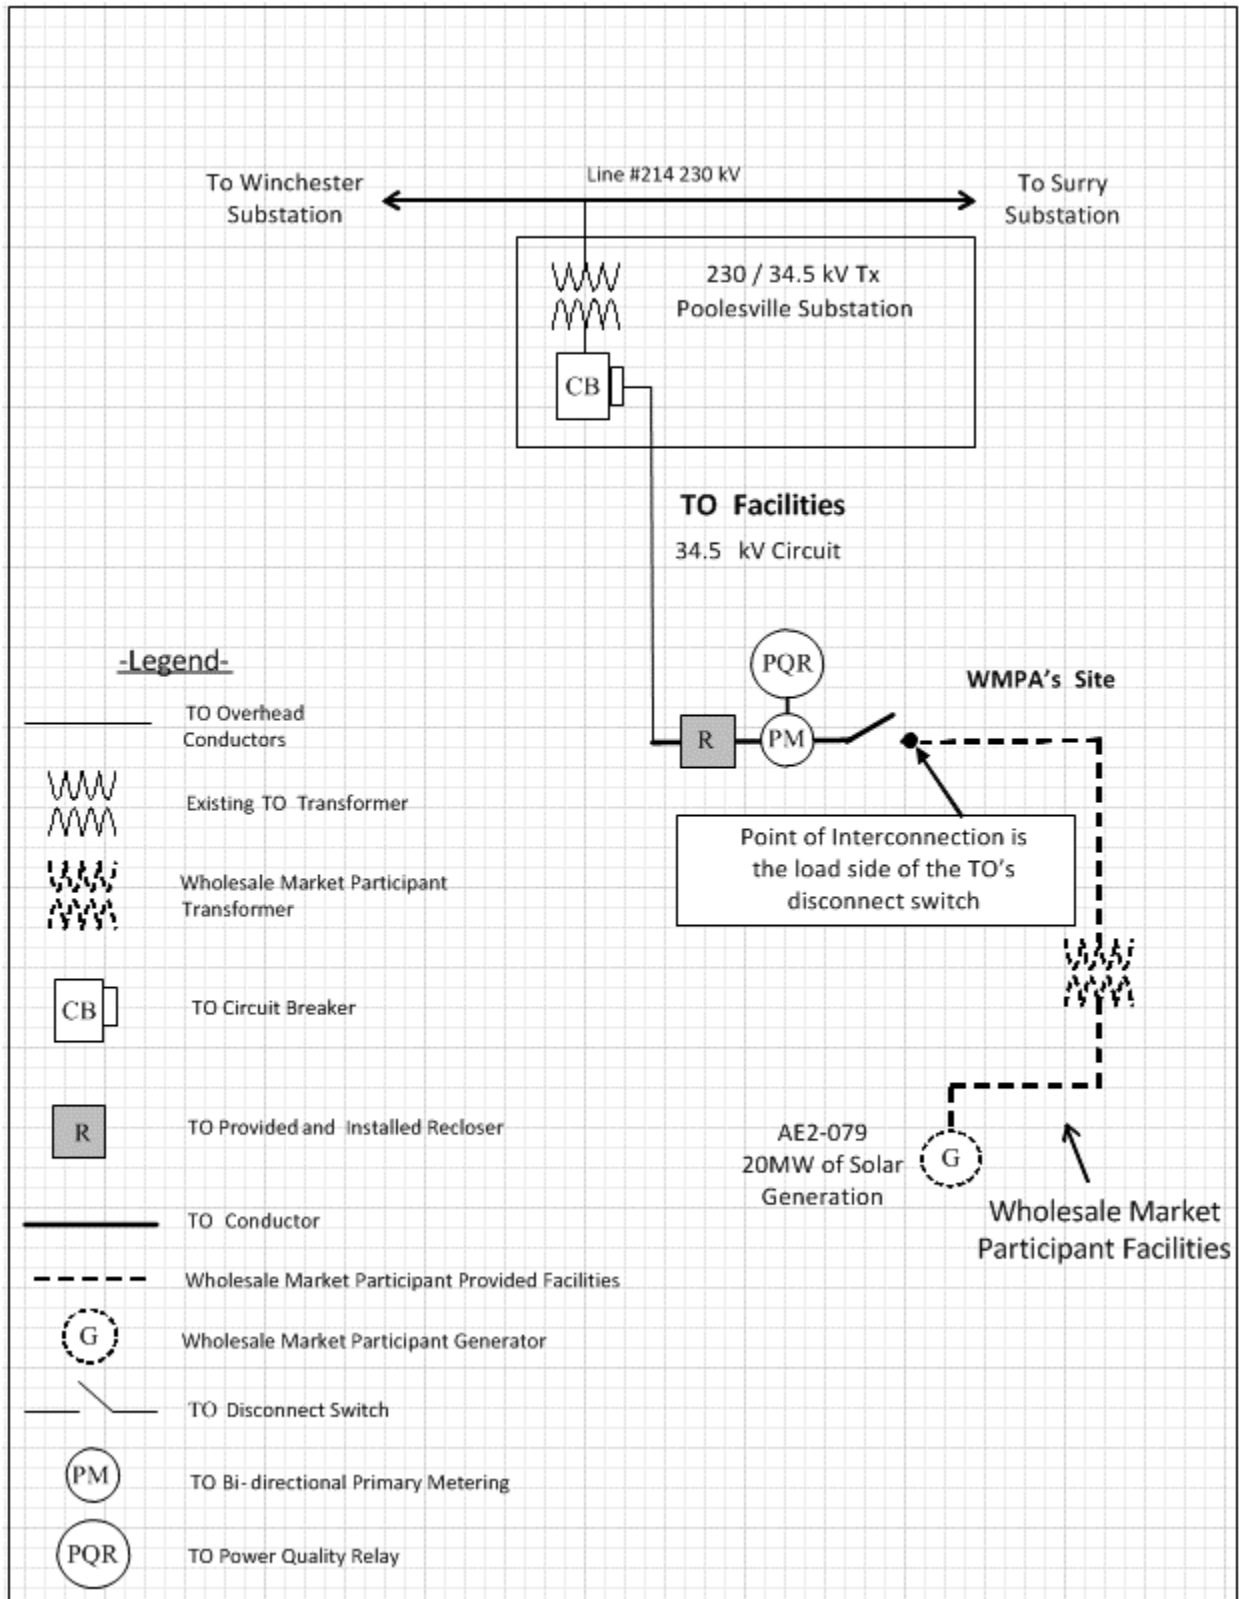 Line #214 230 kV
To Winchester
Substation
To Surry
Substation
230 / 34.5 kV Tx
Poolesville Substation
CB
TO Facilities
34.5 kV Circuit
PQR
WMPA's Site
R
PM
Point of Interconnection is
the load side of the TO's
disconnect switch
AE2-079
20MW of Solar
Generation
G
Wholesale Market
Participant Facilities
-Legend-
TO Overhead
Conductors
Existing TO Transformer
Wholesale Market Participant
Transformer
CB
TO Circuit Breaker
R
TO Provided and Installed Recloser
TO Conductor
Wholesale Market Participant Provided Facilities
G
Wholesale Market Participant Generator
TO Disconnect Switch
PM
TO Bi-directional Primary Metering
PQR
TO Power Quality Relay